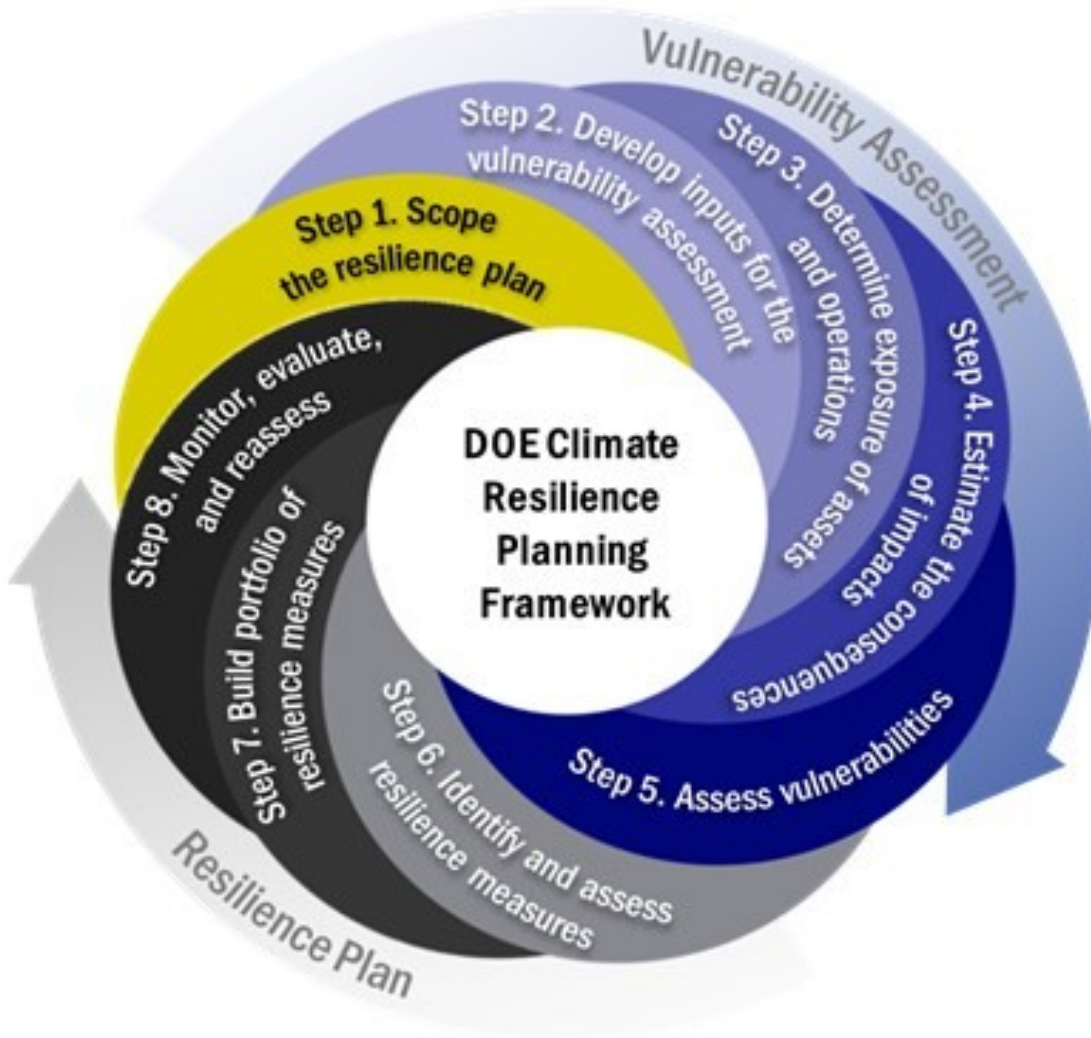 Vulnerability Assessment
Step 1. Scope
the resilience plan
Step 2. Develop inputs for the
vulnerability assessment
Step 3. Determine exposure of assets
and operations
Step 4. Estimate the consequences
of impacts
Step 5. Assess vulnerabilities
Step 6. Identify and assess
resilience measures
Step 7. Build portfolio of
resilience measures
Step 8. Monitor, evaluate,
and reassess
DOE Climate
Resilience
Planning
Framework
Resilience Plan